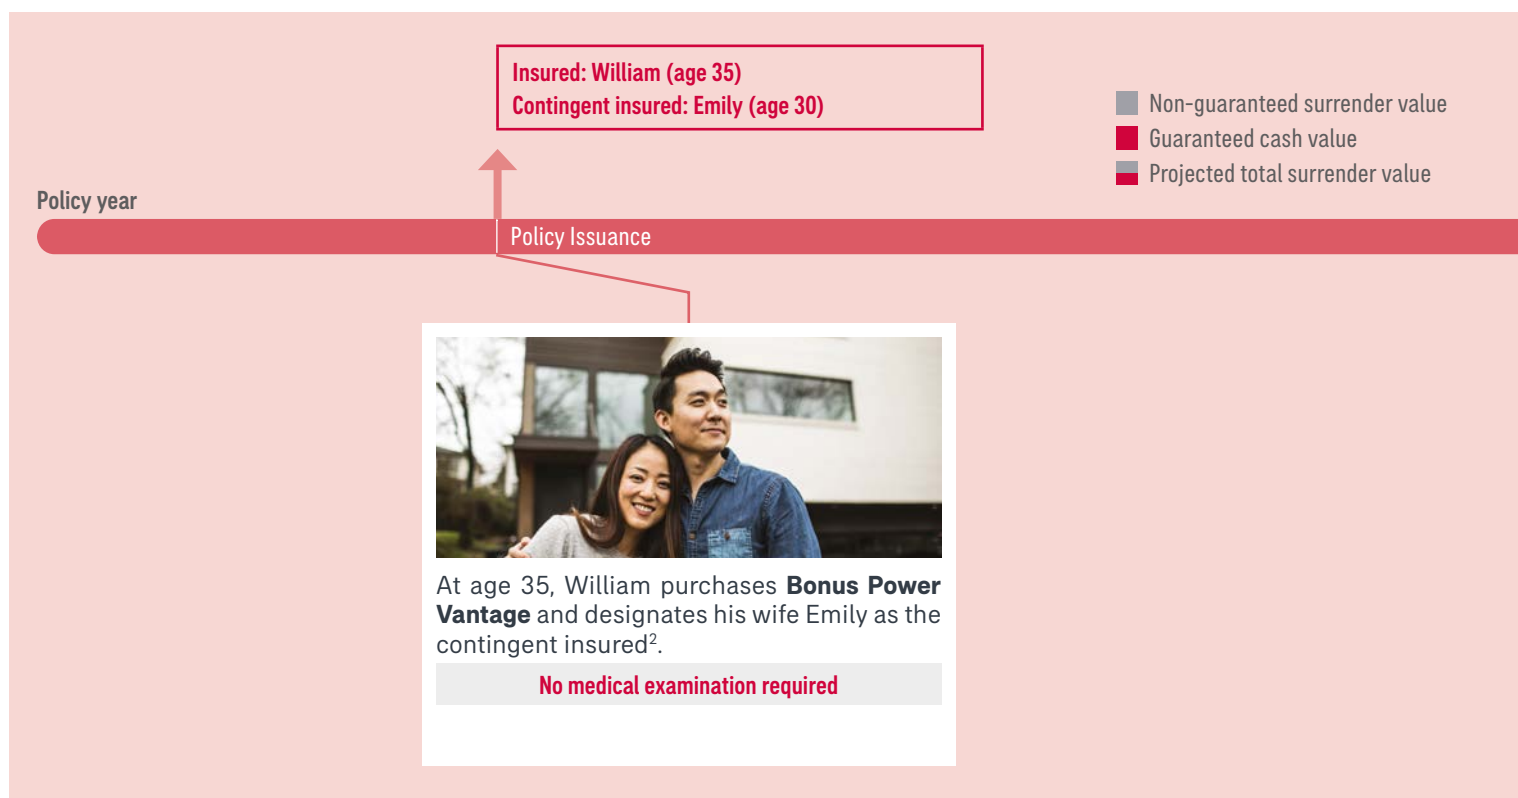 Insured: William (age 35)
Contingent insured: Emily (age 30)
Non-guaranteed surrender value
Guaranteed cash value
Projected total surrender value
Policy year
Policy Issuance
At age 35, William purchases Bonus Power
Vantage and designates his wife Emily as the
contingent insured².
No medical examination required